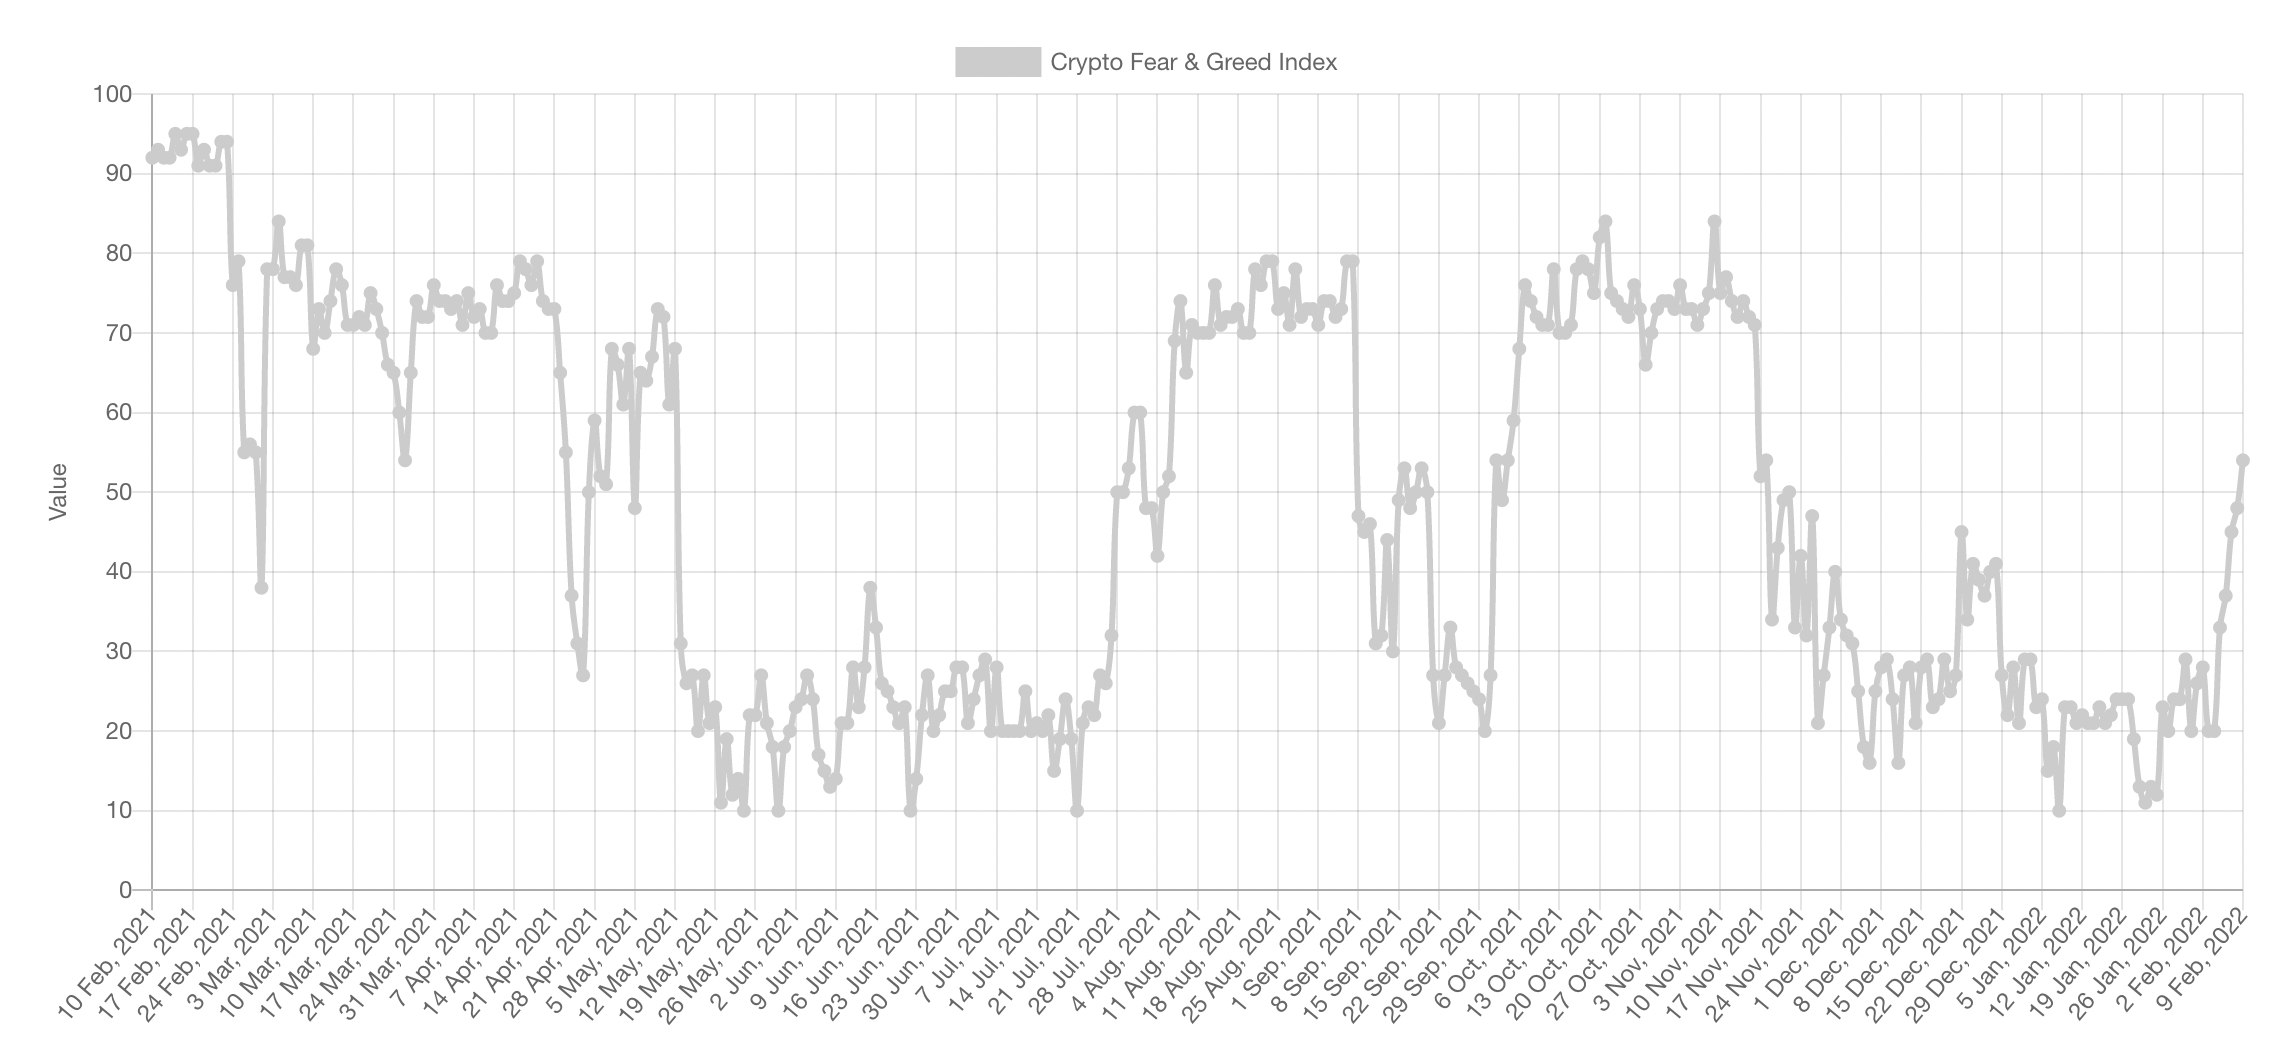 Crypto Fear & Greed Index
100
90
80
70
60
50
40
30
20
10
0
Value
10 Feb, 2021
17 Feb, 2021
24 Feb, 2021
3 Mar, 2021
10 Mar, 2021
17 Mar, 2021
24 Mar, 2021
31 Mar, 2021
7 Apr, 2021
14 Apr, 2021
21 Apr, 2021
28 Apr, 2021
5 May, 2021
12 May, 2021
19 May, 2021
26 May, 2021
2 Jun, 2021
9 Jun, 2021
16 Jun, 2021
23 Jun, 2021
30 Jun, 2021
7 Jul, 2021
14 Jul, 2021
21 Jul, 2021
28 Jul, 2021
4 Aug, 2021
11 Aug, 2021
18 Aug, 2021
25 Aug, 2021
1 Sep, 2021
8 Sep, 2021
15 Sep, 2021
22 Sep, 2021
29 Sep, 2021
6 Oct, 2021
13 Oct, 2021
20 Oct, 2021
27 Oct, 2021
3 Nov, 2021
10 Nov, 2021
17 Nov, 2021
24 Nov, 2021
1 Dec, 2021
8 Dec, 2021
15 Dec, 2021
22 Dec, 2021
29 Dec, 2021
5 Jan, 2022
12 Jan, 2022
19 Jan, 2022
26 Jan, 2022
2 Feb, 2022
9 Feb, 2022